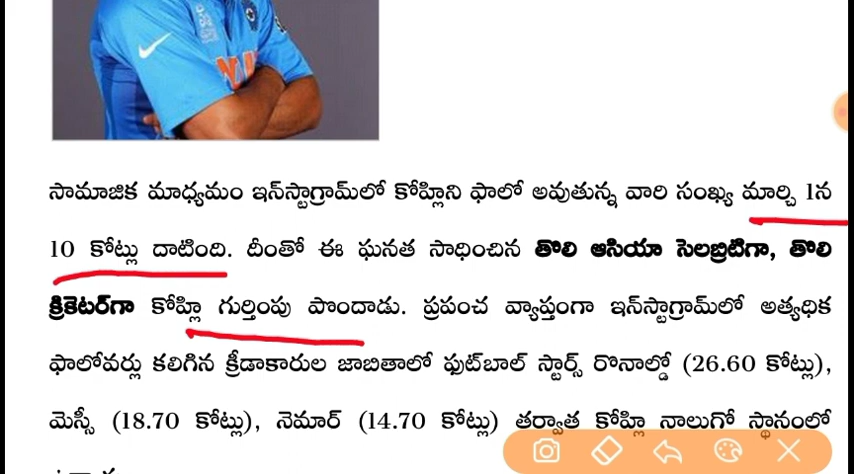 సామాజిక మాధ్యమం ఇన్‌స్టాగ్రామ్‌లో కోహ్లిని ఫాలో అవుతున్న వారి సంఖ్య మార్చి 1న
10 కోట్లు దాటింది. దీంతో ఈ ఘనత సాధించిన తొలి ఆసియా సెలబ్రిటిగా, తొలి
క్రికెటర్‌గా కోహ్లి గుర్తింపు పొందాడు. ప్రపంచ వ్యాప్తంగా ఇన్‌స్టాగ్రామ్‌లో అత్యధిక
ఫాలోవర్లు కలిగిన క్రీడాకారుల జాబితాలో ఫుట్‌బాల్ స్టార్స్ రొనాల్డో (26.60 కోట్లు),
మెస్సీ (18.70 కోట్లు), నెమార్ (14.70 కోట్లు) తర్వాత కోహ్లి నాలుగో స్థానంలో